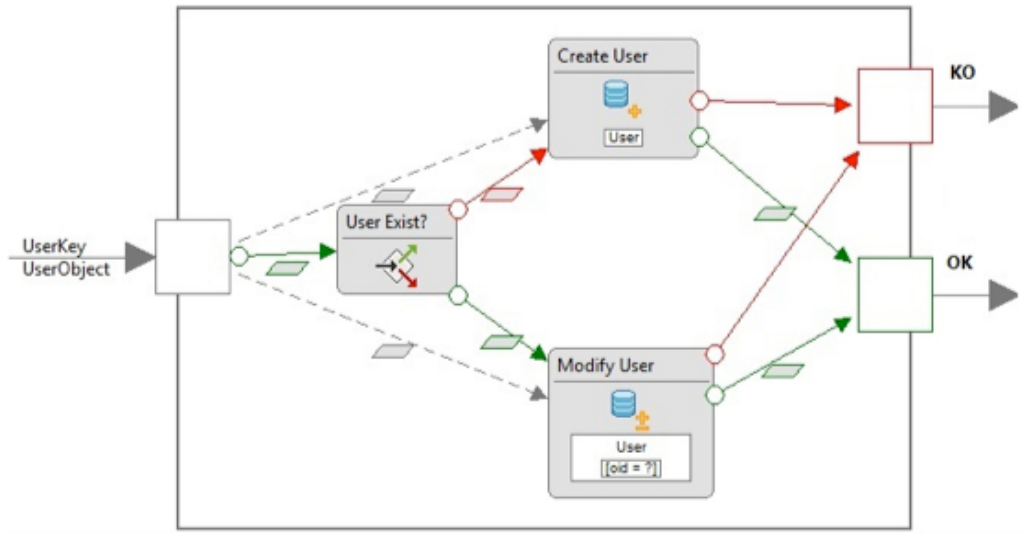 Create User
User
KO
User Exist?
UserKey
UserObject
OK
Modify User
User
[oid = ?]